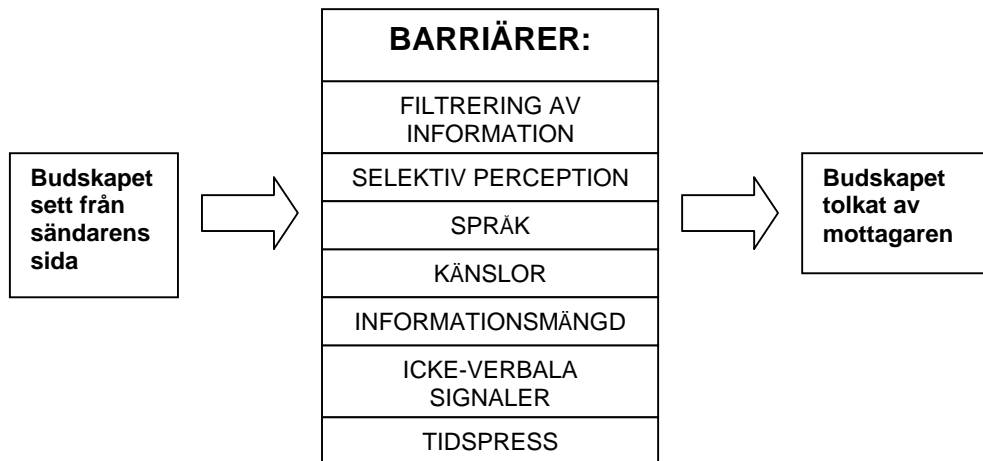 Budskapet
sett från
sändarens
sida
BARRIÄRER:
FILTRERING AV
INFORMATION
SELEKTIV PERCEPTION
SPRÅK
KÄNSLOR
INFORMATIONSMÄNGD
ICKE-VERBALA
SIGNALER
TIDSPRESS
Budskapet
tolkat av
mottagaren